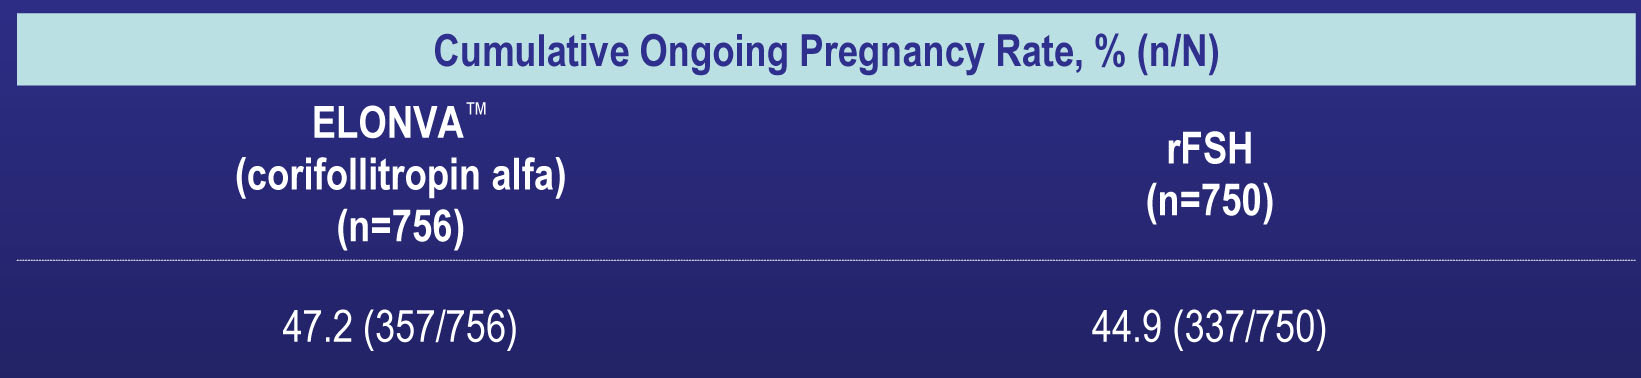 Cumulative Ongoing Pregnancy Rate, % (n/N)
ELONVA™
(corifollitropin alfa)
(n=756)
rFSH
(n=750)
47.2 (357/756)
44.9 (337/750)